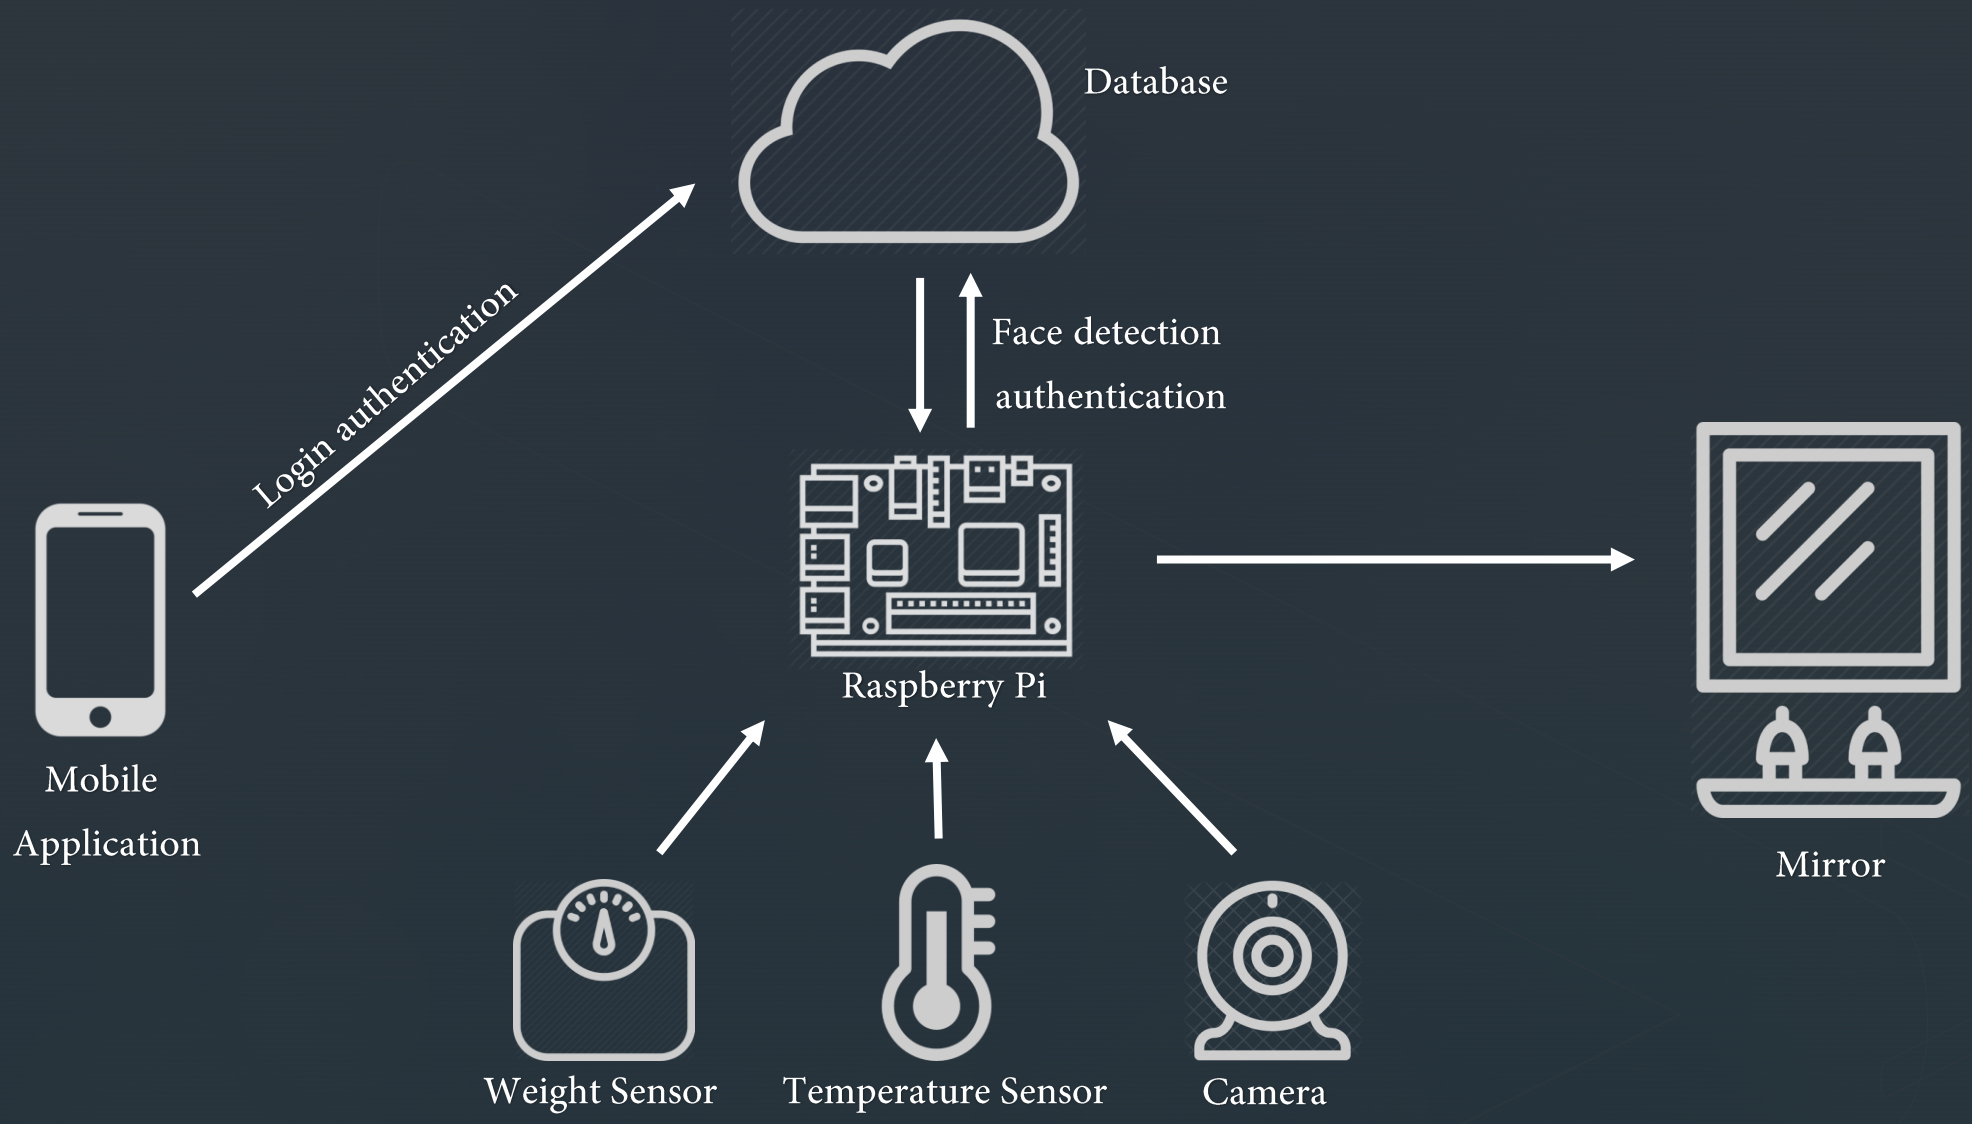 Database
Login authentication
Face detection
authentication
Raspberry Pi
Mobile
Application
Mirror
Weight Sensor
Temperature Sensor
Camera